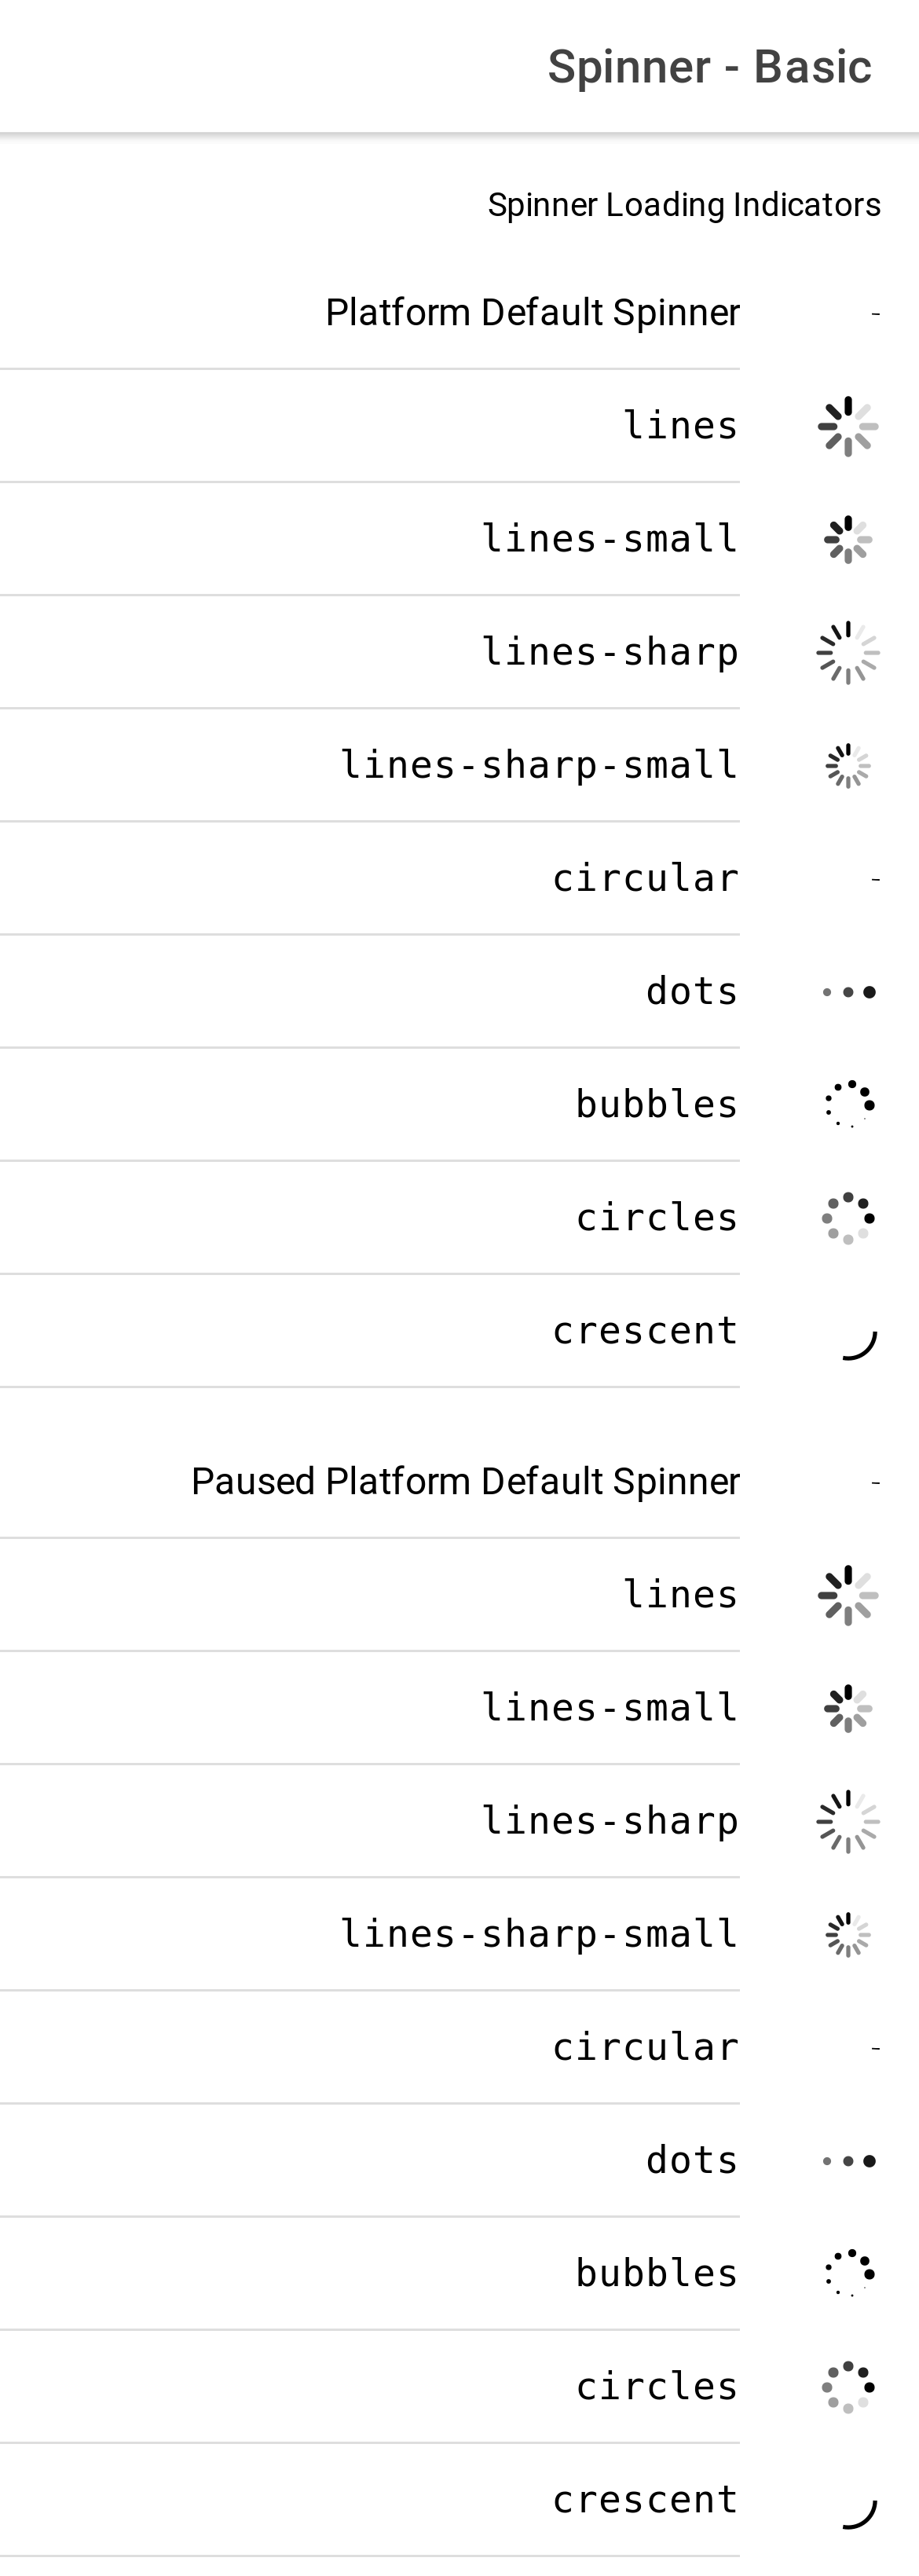 Spinner - Basic
Spinner Loading Indicators
Platform Default Spinner
lines
lines-small
lines-sharp
lines-sharp-small
circular
dots
bubbles
circles
crescent
Paused Platform Default Spinner
lines
lines-small
lines-sharp
lines-sharp-small
circular
dots
bubbles
circles
crescent